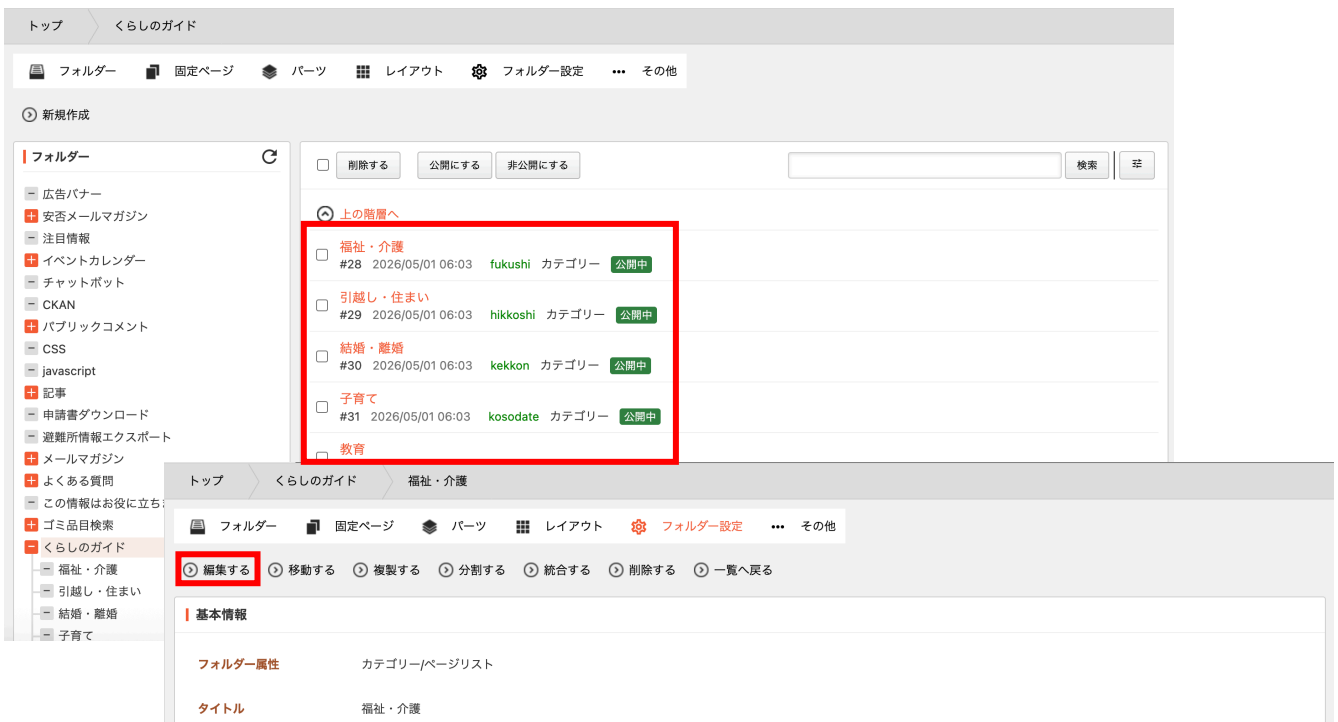 トップ くらしのガイド
フォルダー 固定ページ パーツ レイアウト フォルダー設定 ••• その他
新規作成
フォルダー
広告バナー
安否メールマガジン
注目情報
イベントカレンダー
チャットボット
CKAN
パブリックコメント
CSS
javascript
記事
申請書ダウンロード
避難所情報エクスポート
メールマガジン
よくある質問
この情報はお役に立ち
ゴミ品目検索
くらしのガイド
福祉・介護
引越し・住まい
結婚・離婚
子育て
削除する 公開にする 非公開にする 検索
上の階層へ
福祉・介護
#28 2026/05/01 06:03 fukushi カテゴリー 公開中
引越し・住まい
#29 2026/05/01 06:03 hikkoshi カテゴリー 公開中
結婚・離婚
#30 2026/05/01 06:03 kekkon カテゴリー 公開中
子育て
#31 2026/05/01 06:03 kosodate カテゴリー 公開中
教育
トップ くらしのガイド 福祉・介護
フォルダー 固定ページ パーツ レイアウト フォルダー設定 ••• その他
編集する 移動する 複製する 分割する 統合する 削除する 一覧へ戻る
基本情報
フォルダー属性 カテゴリー/ページリスト
タイトル 福祉・介護